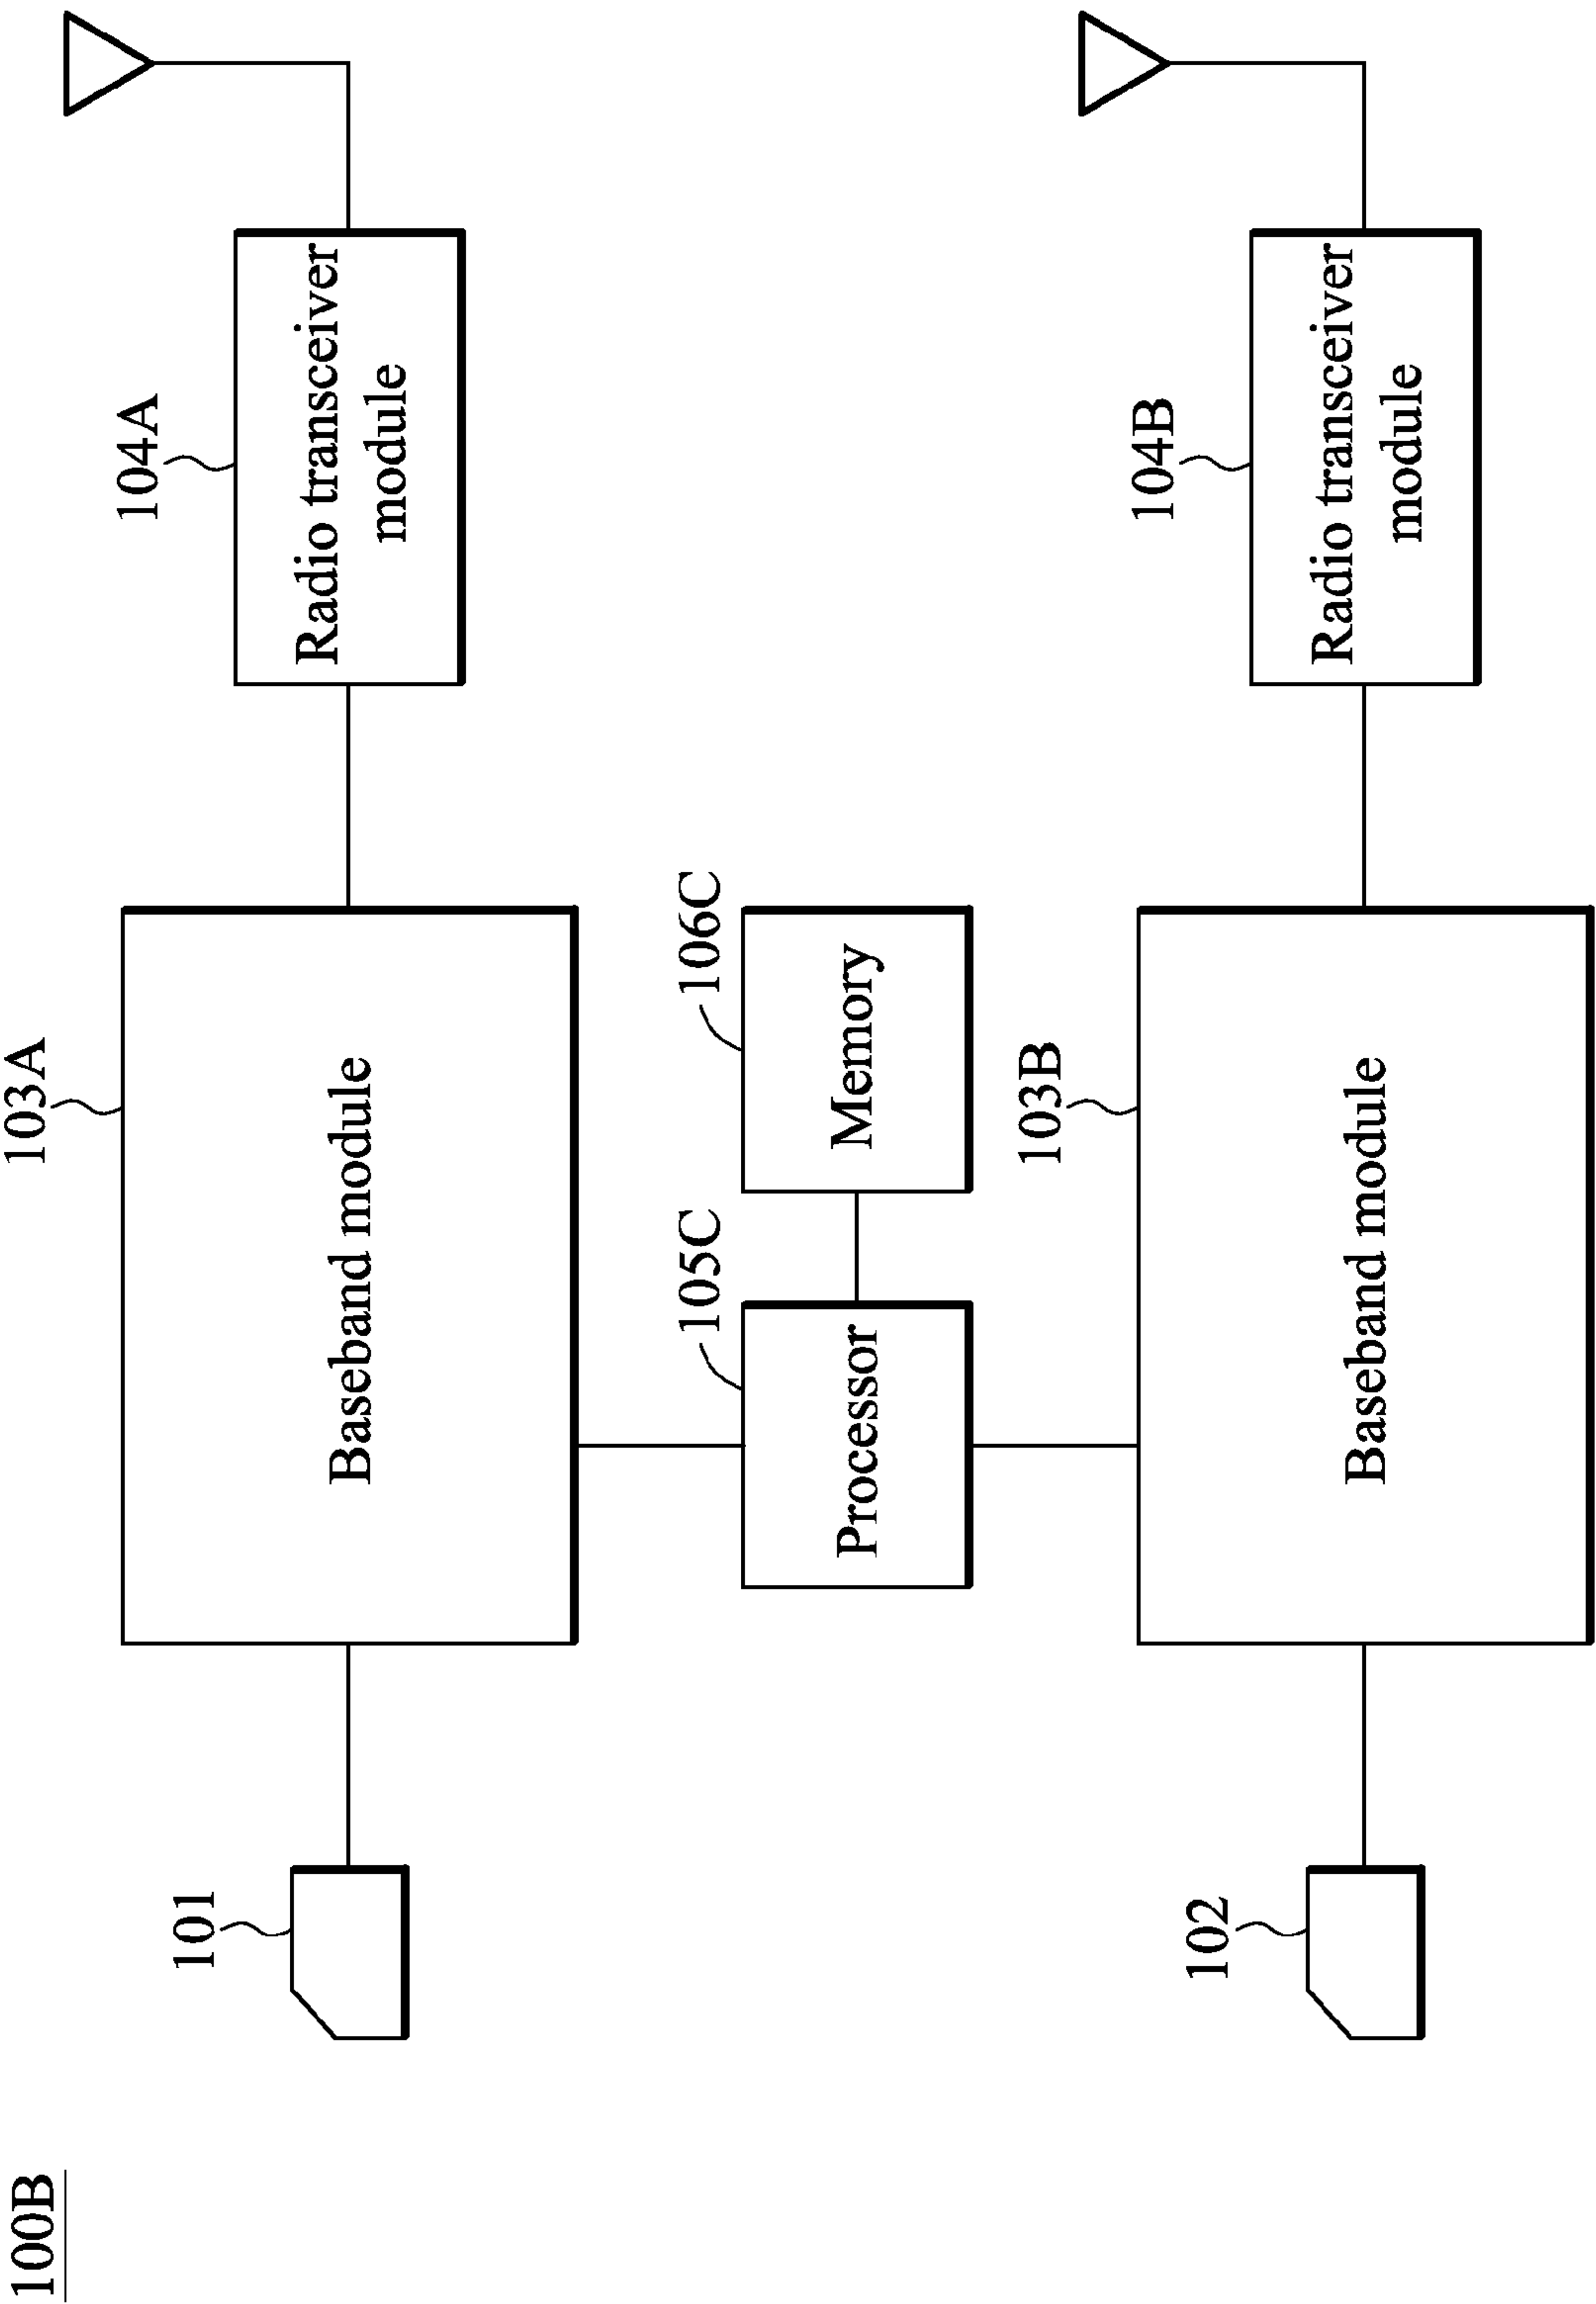 100B
103A
104A
101
Baseband module
Radio transceiver
module
105C
106C
Processor
Memory
103B
104B
102
Baseband module
Radio transceiver
module